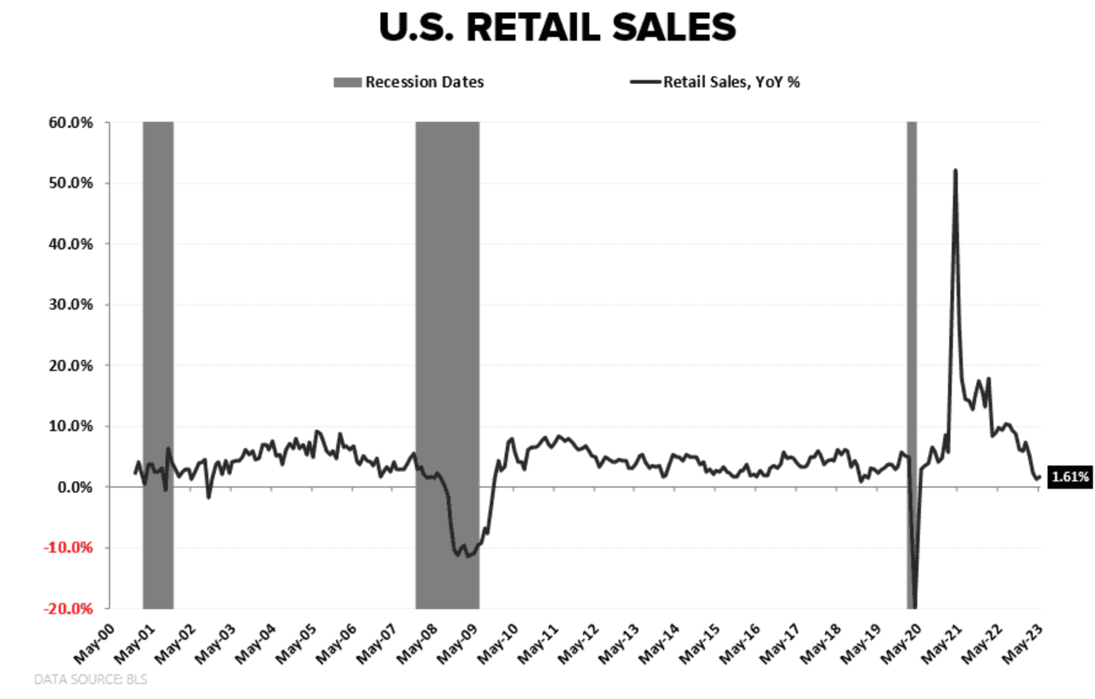 U.S. RETAIL SALES
Recession Dates
Retail Sales, YoY %
60.0%
50.0%
40.0%
30.0%
20.0%
10.0%
0.0%
-10.0%
-20.0%
1.61%
May-00
May-01
May-02
May-03
May-04
May-05
May-06
May-07
May-08
May-09
May-10
May-11
May-12
May-13
May-14
May-15
May-16
May-17
May-18
May-19
May-20
May-21
May-22
May-23
DATA SOURCE: BLS